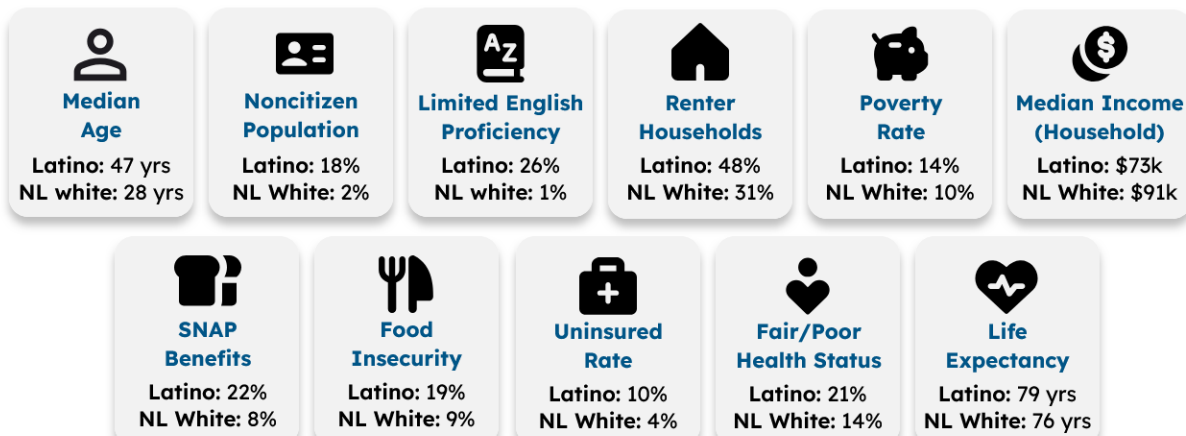 AZ
Median
Age
Latino: 47 yrs
NL white: 28 yrs
Noncitizen
Population
Latino: 18%
NL White: 2%
Limited English
Proficiency
Latino: 26%
NL white: 1%
Renter
Households
Latino: 48%
NL White: 31%
Poverty
Rate
Latino: 14%
NL White: 10%
$
Median Income
(Household)
Latino: $73k
NL White: $91k
SNAP
Benefits
Latino: 22%
NL White: 8%
Food
Insecurity
Latino: 19%
NL White: 9%
Uninsured
Rate
Latino: 10%
NL White: 4%
Fair/Poor
Health Status
Latino: 21%
NL White: 14%
Life
Expectancy
Latino: 79 yrs
NL White: 76 yrs